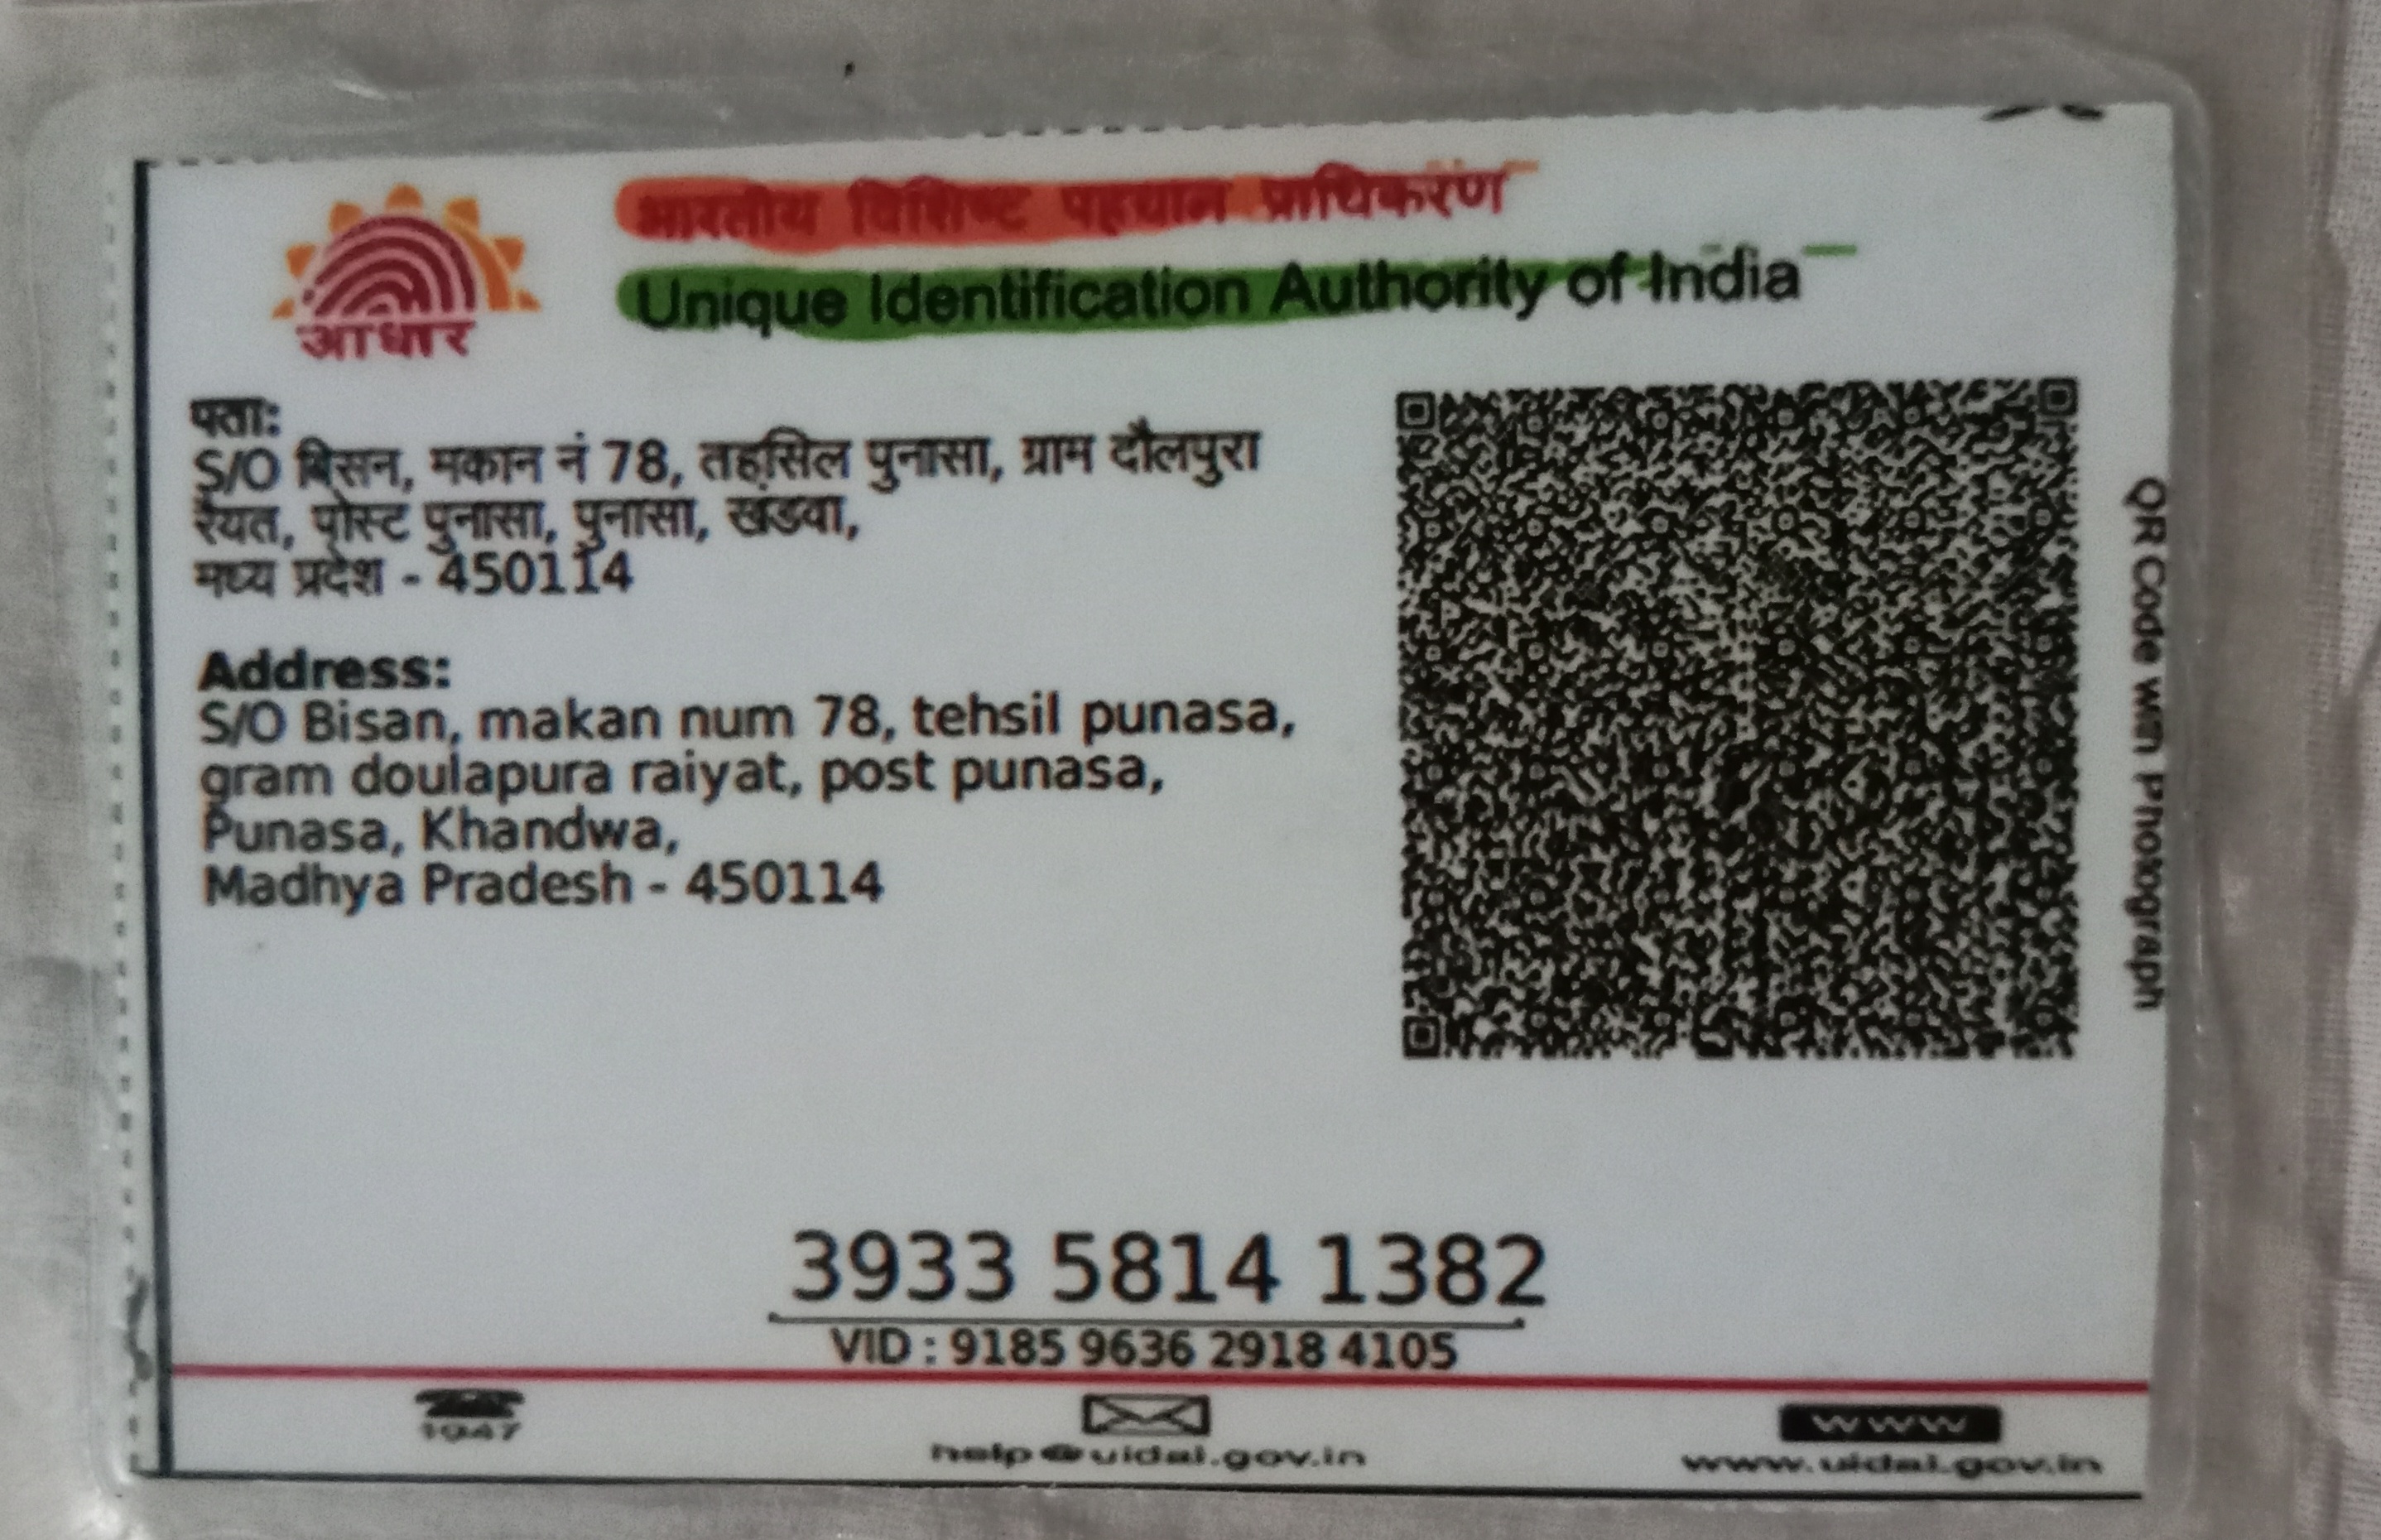 आधार
भारतीय विशिष्ट पहचान प्राधिकरण
Unique Identification Authority of India
पता:
S/O बिसन, मकान नं 78, तहसिल पुनासा, ग्राम दौलपुरा
रैयत, पोस्ट पुनासा, पुनासा, खंडवा,
मध्य प्रदेश - 450114
Address:
S/O Bisan, makan num 78, tehsil punasa,
gram doulapura raiyat, post punasa,
Punasa, Khandwa,
Madhya Pradesh - 450114
QR Code with Photograph
3933 5814 1382
VID : 9185 9636 2918 4105
1947
help@uidai.gov.in
www
www.uidai.gov.in